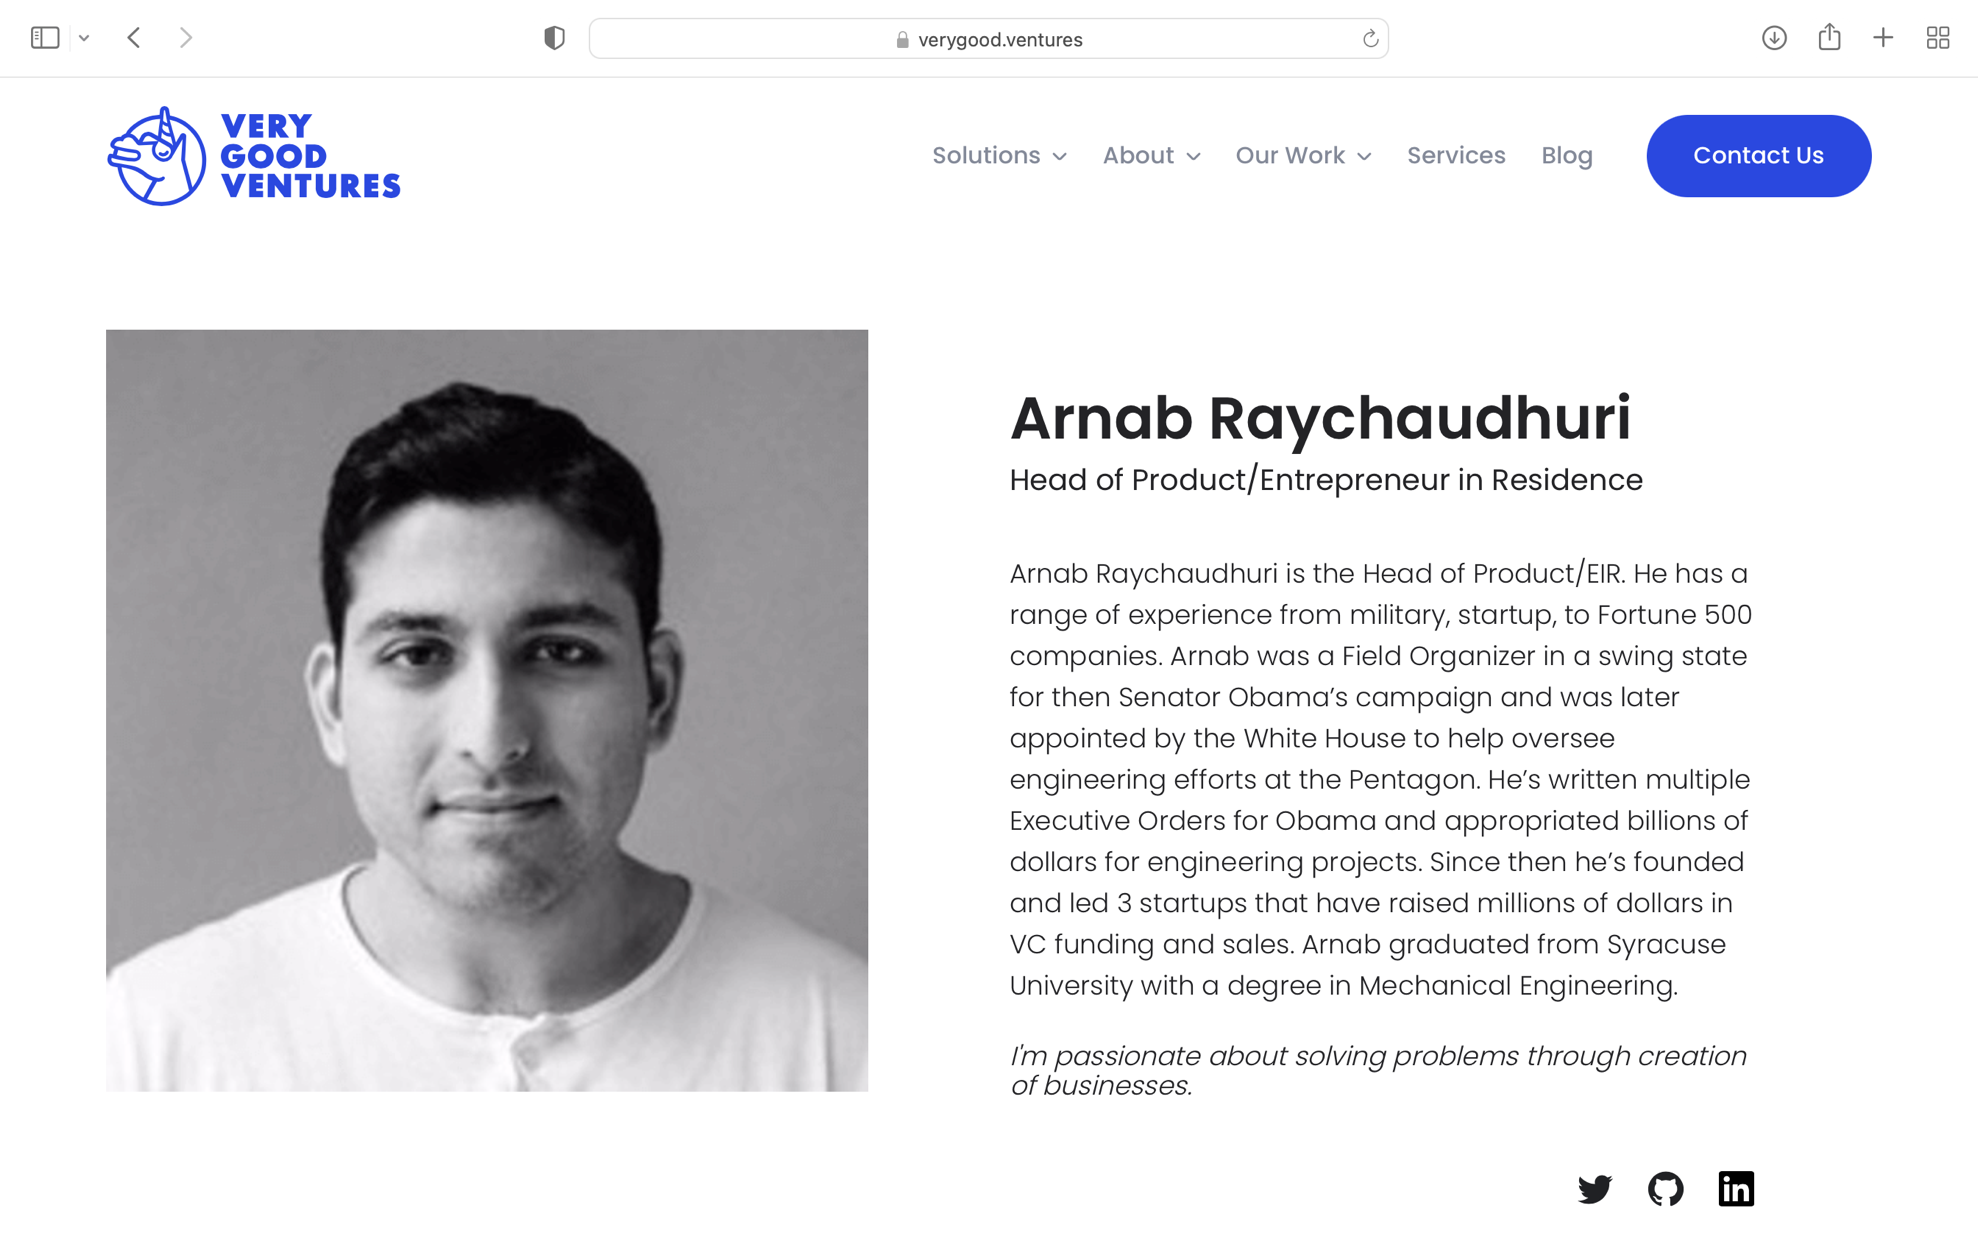 verygood.ventures
VERY
GOOD
VENTURES
Solutions
About
Our Work
Services
Blog
Contact Us
Arnab Raychaudhuri
Head of Product/Entrepreneur in Residence
Arnab Raychaudhuri is the Head of Product/EIR. He has a
range of experience from military, startup, to Fortune 500
companies. Arnab was a Field Organizer in a swing state
for then Senator Obama’s campaign and was later
appointed by the White House to help oversee
engineering efforts at the Pentagon. He’s written multiple
Executive Orders for Obama and appropriated billions of
dollars for engineering projects. Since then he’s founded
and led 3 startups that have raised millions of dollars in
VC funding and sales. Arnab graduated from Syracuse
University with a degree in Mechanical Engineering.
I'm passionate about solving problems through creation
of businesses.
in